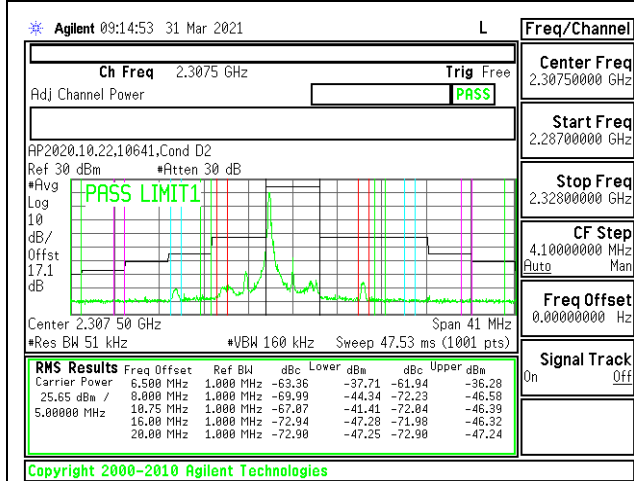 Agilent 09:14:53 31 Mar 2021 L
Freq/Channel
Ch Freq 2.3075 GHz Trig Free
Adj Channel Power PASS
AP2020.10.22,10641,Cond D2
Ref 30 dBm #Atten 30 dB
#Avg
Log
10
dB/
Offst
17.1
dB
PASS LIMIT1
Center 2.307 50 GHz Span 41 MHz
#Res BW 51 kHz #VBW 160 kHz Sweep 47.53 ms (1001 pts)
RMS Results Freq Offset Ref BW dBc Lower dBm dBc Upper dBm
Carrier Power 6.500 MHz 1.000 MHz -63.36 -37.71 -61.94 -36.28
25.65 dBm / 8.000 MHz 1.000 MHz -69.99 -44.34 -72.23 -46.58
5.00000 MHz 10.75 MHz 1.000 MHz -67.07 -41.41 -72.04 -46.39
16.00 MHz 1.000 MHz -72.94 -47.28 -71.98 -46.32
20.00 MHz 1.000 MHz -72.90 -47.25 -72.90 -47.24
Copyright 2000-2010 Agilent Technologies
Center Freq
2.30750000 GHz
Start Freq
2.28700000 GHz
Stop Freq
2.32800000 GHz
CF Step
4.10000000 MHz
Auto Man
Freq Offset
0.00000000 Hz
Signal Track
On Off